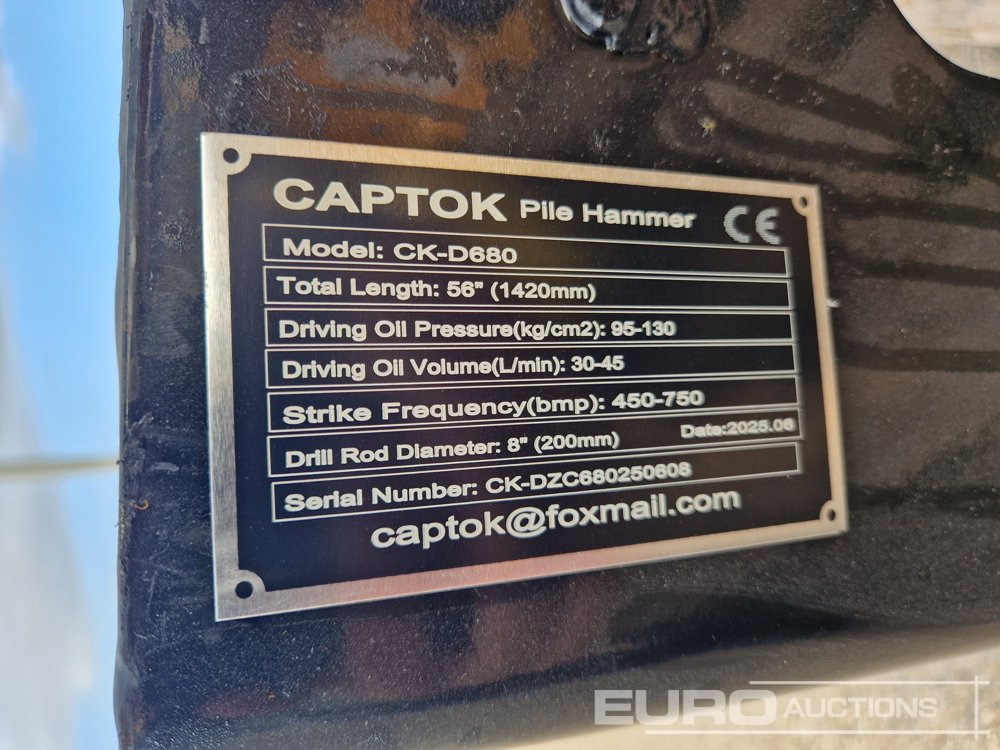 CAPTOK Pile Hammer CE
Model: CK-D680
Total Length: 56" (1420mm)
Driving Oil Pressure(kg/cm2): 95-130
Driving Oil Volume(L/min): 30-45
Strike Frequency(bmp): 450-750
Drill Rod Diameter: 8" (200mm) Date:2025.06
Serial Number: CK-DZC680250608
captok@foxmail.com
EURO AUCTIONS